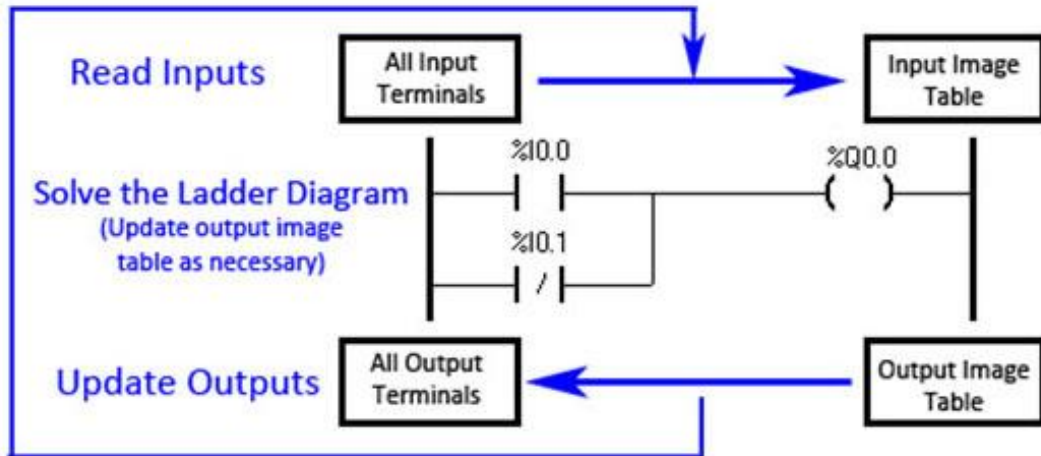 Read Inputs
All Input
Terminals
Input Image
Table
%I0.0
%Q0.0
Solve the Ladder Diagram
(Update output image
table as necessary)
%I0.1
Update Outputs
All Output
Terminals
Output Image
Table